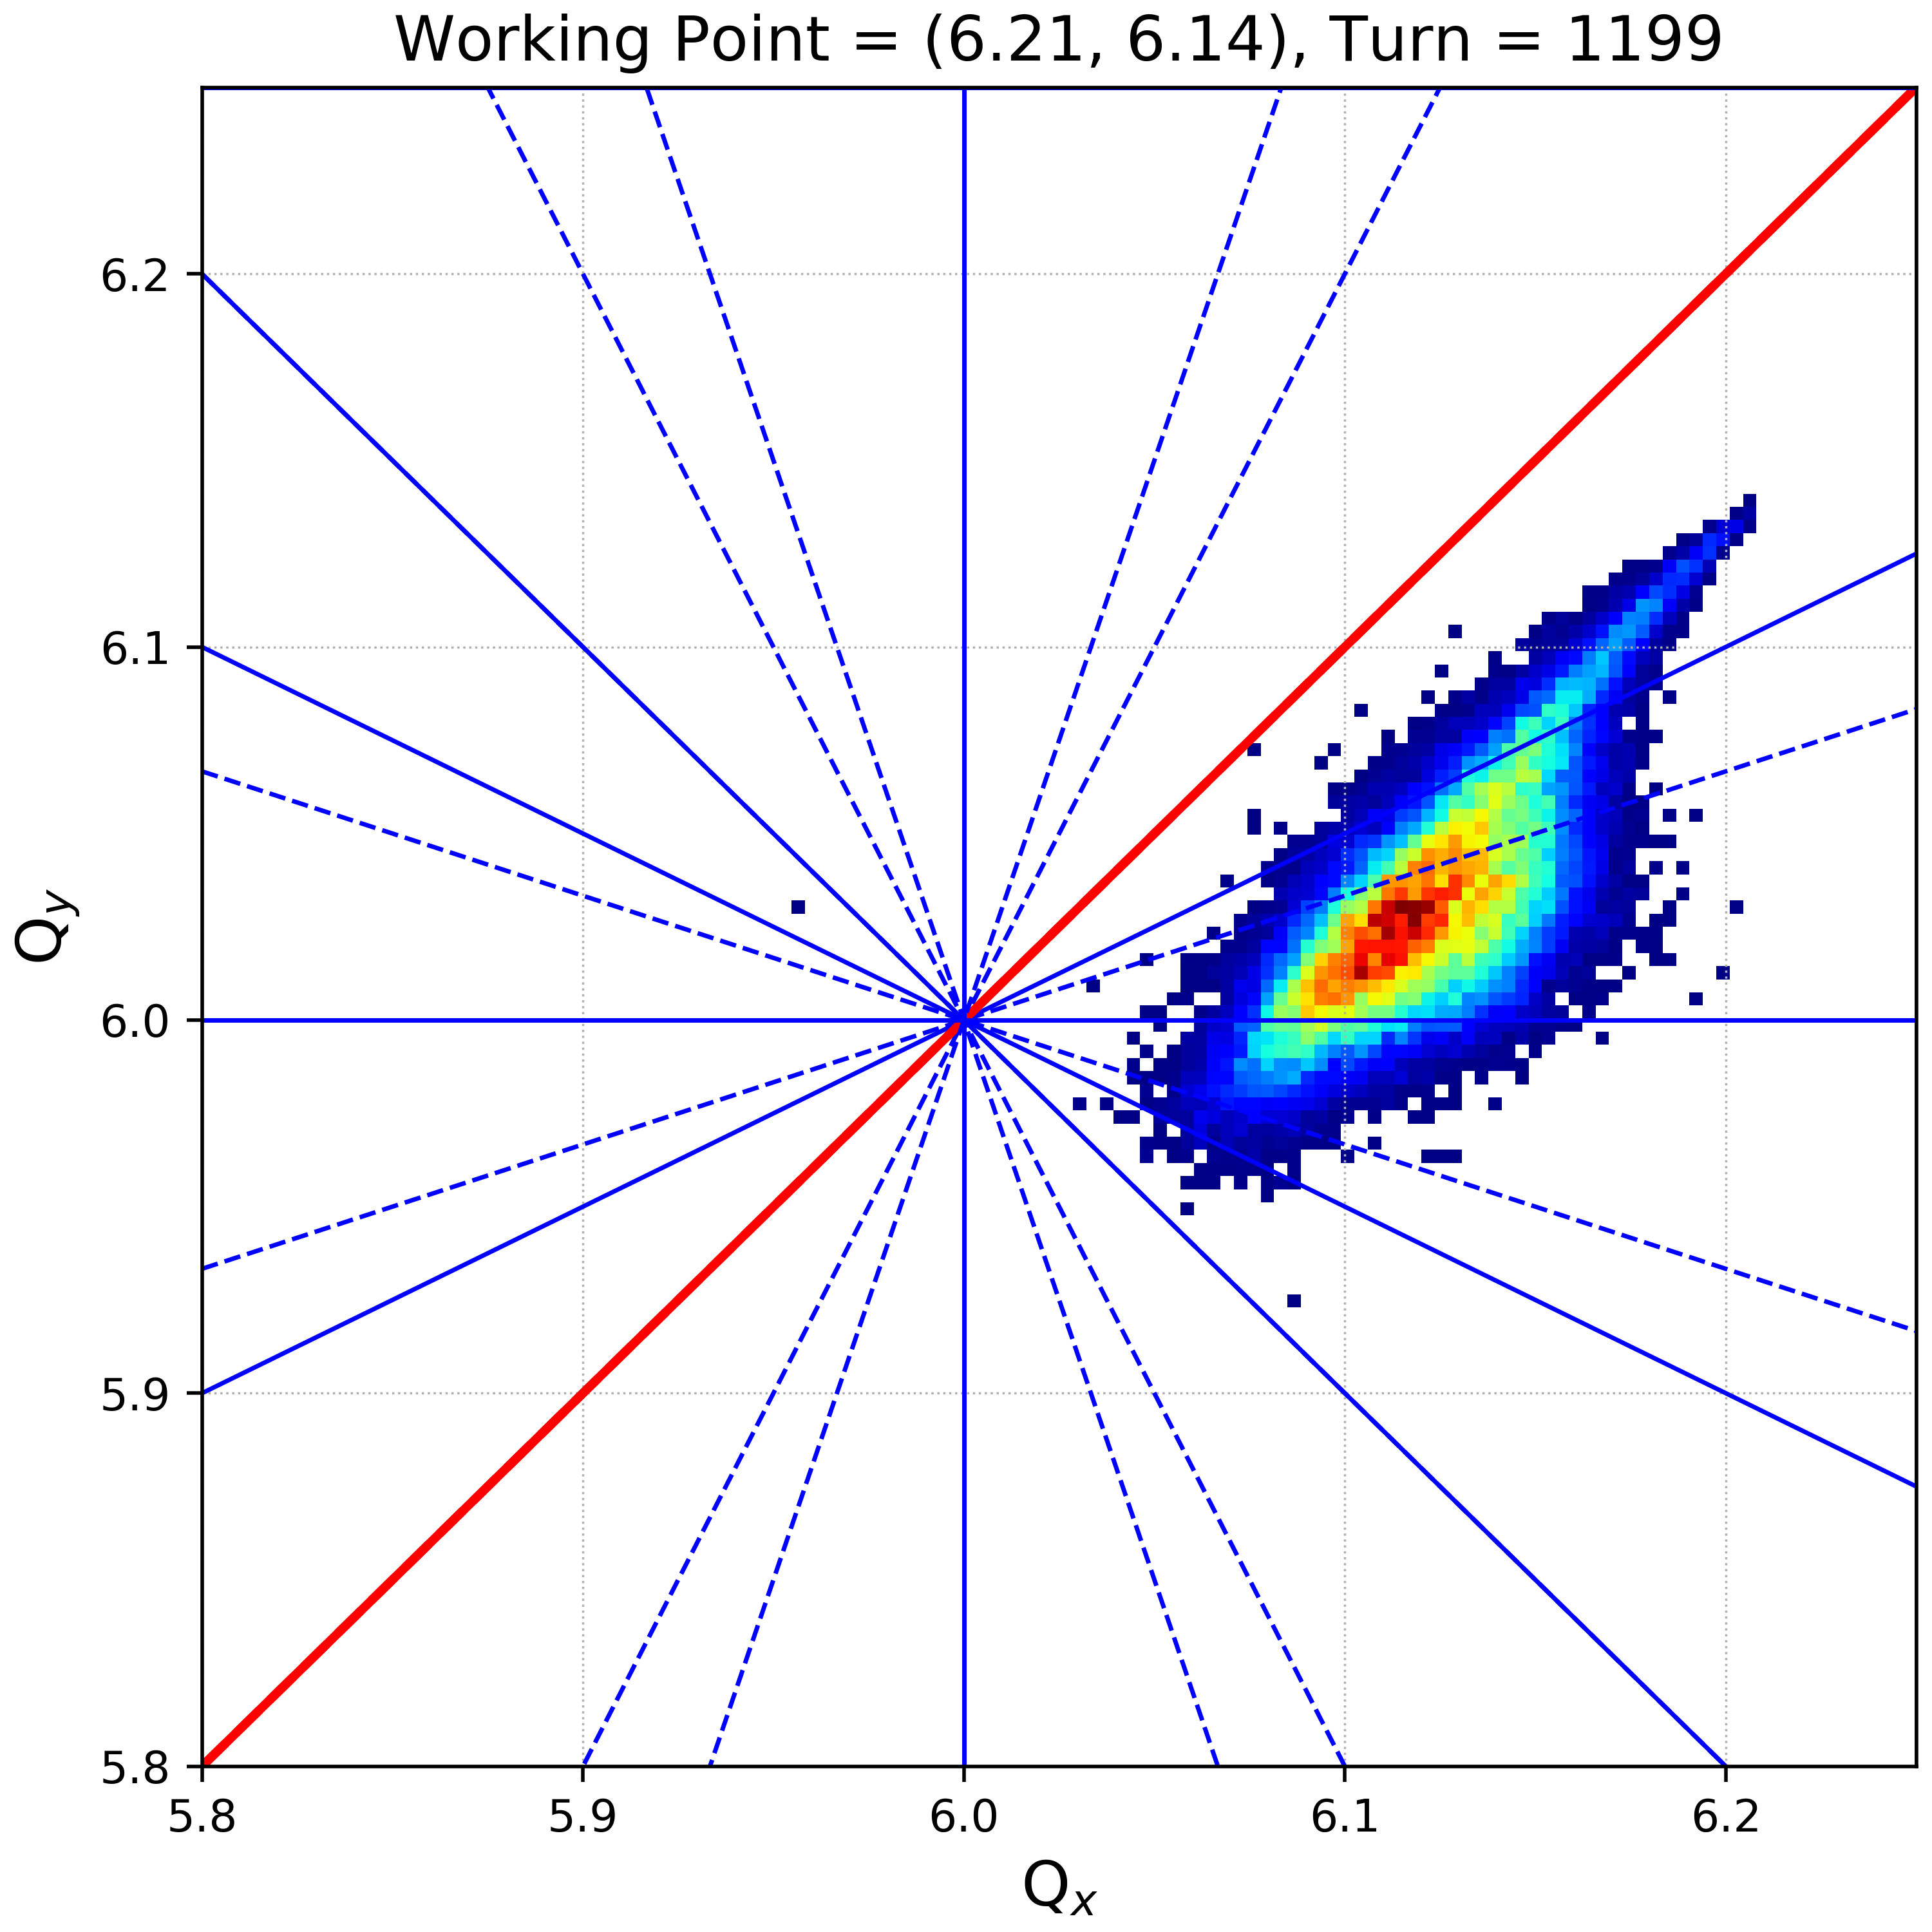 Working Point = (6.21, 6.14), Turn = 1199
6.2
6.1
6.0
5.9
5.8
Qy
5.8 5.9 6.0 6.1 6.2
Qx